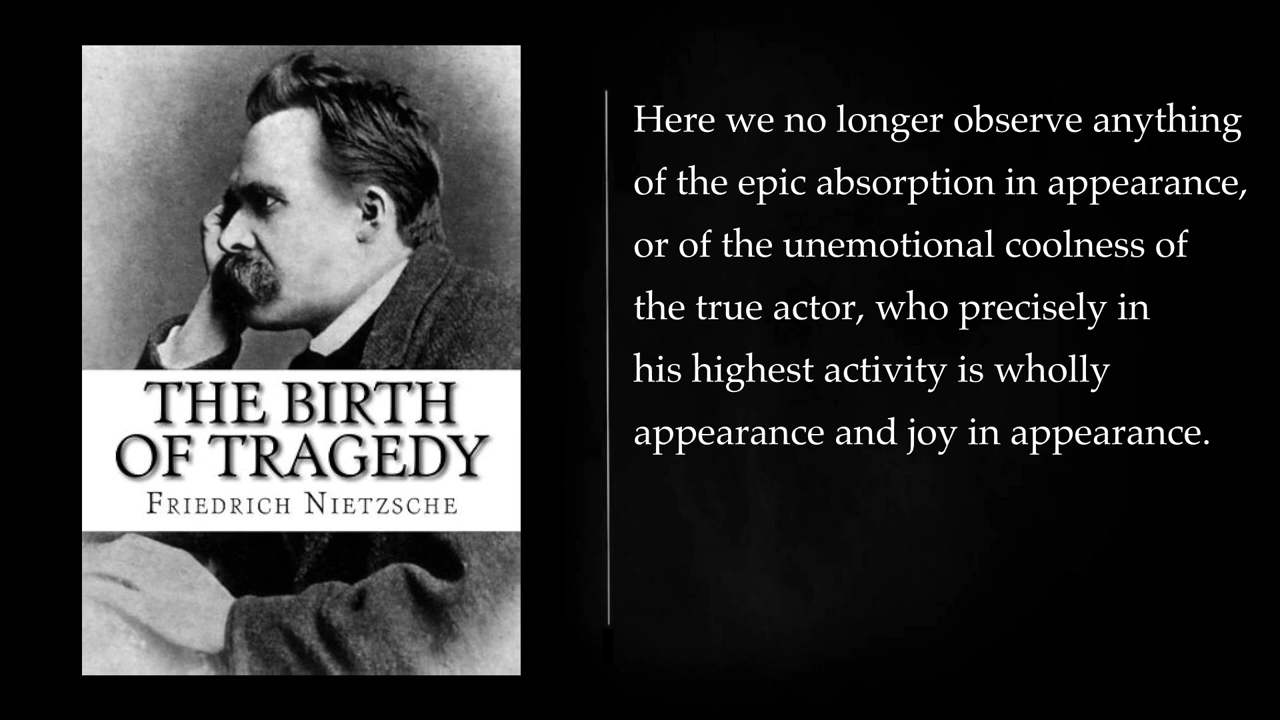 THE BIRTH
OF TRAGEDY
FRIEDRICH NIETZSCHE
Here we no longer observe anything
of the epic absorption in appearance,
or of the unemotional coolness of
the true actor, who precisely in
his highest activity is wholly
appearance and joy in appearance.